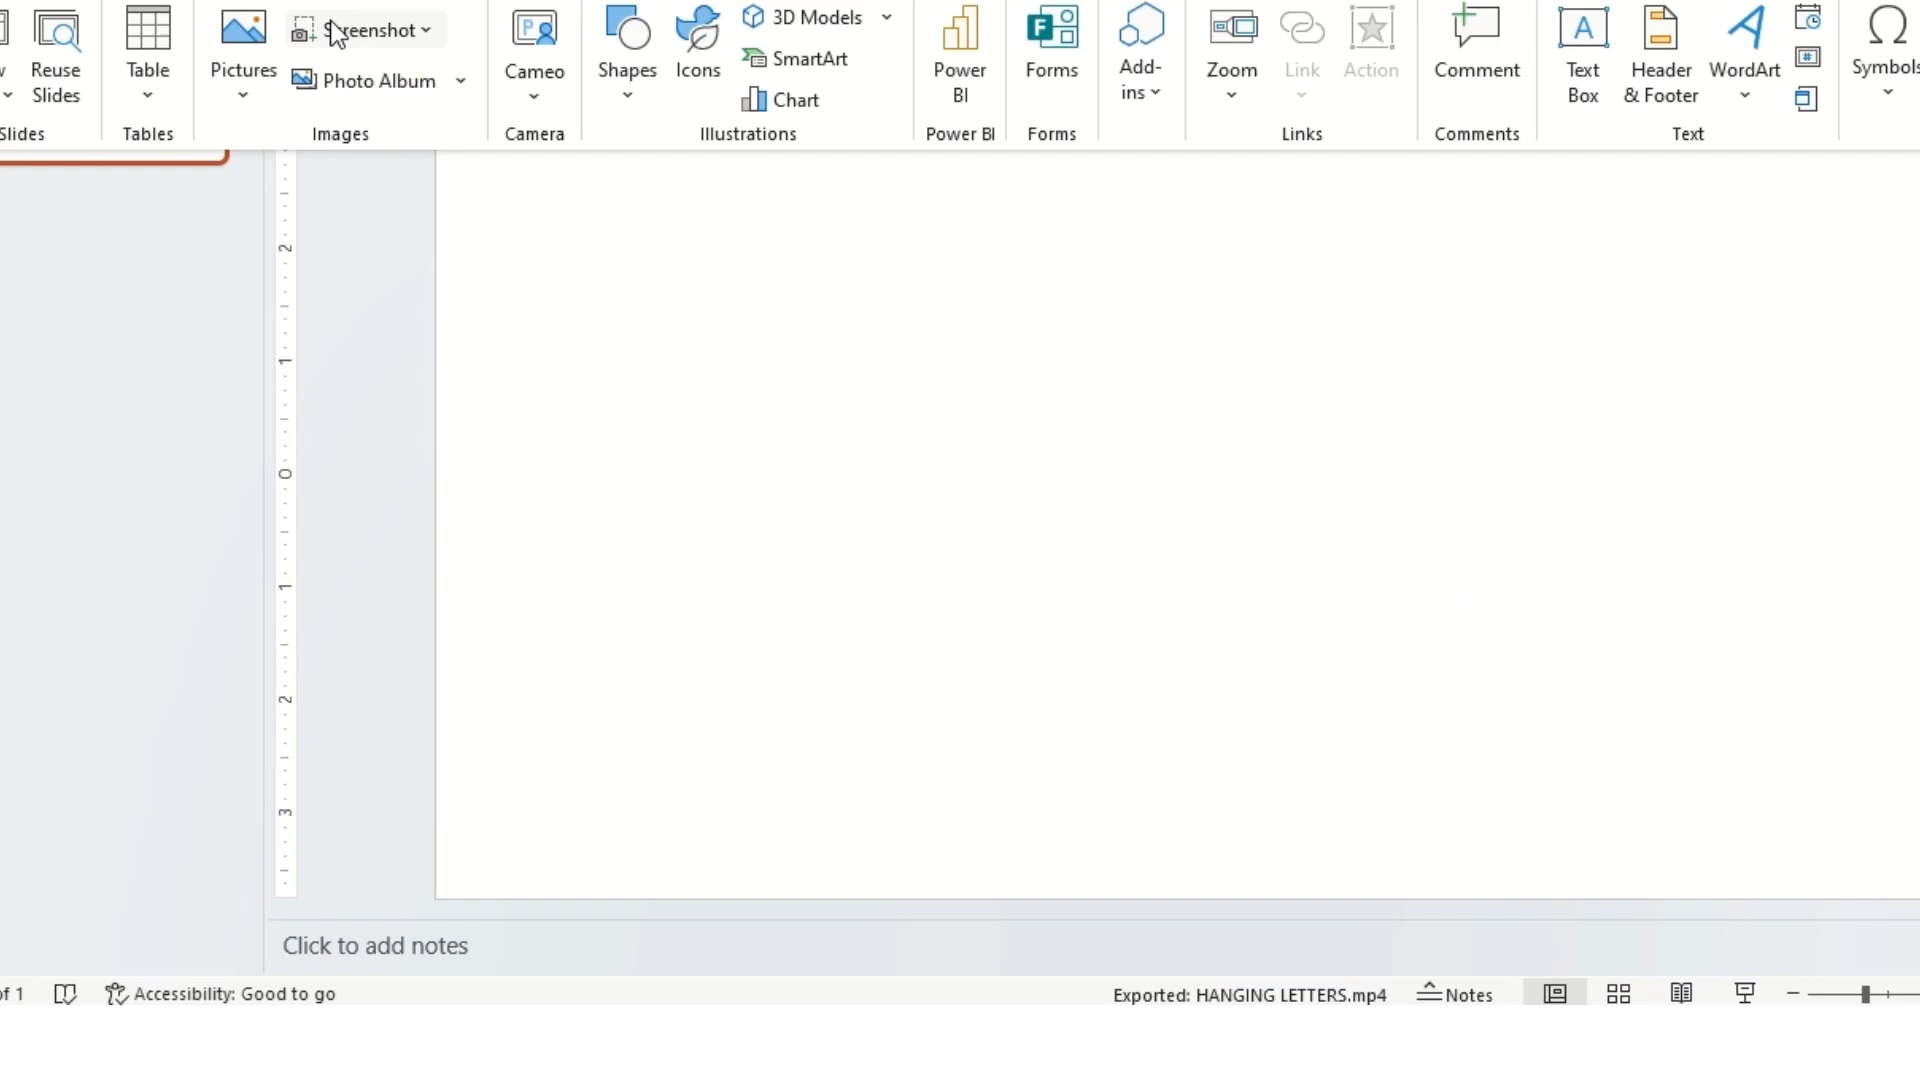 Reuse
Slides
Slides
Table
Tables
Pictures
Screenshot
Photo Album
Images
Cameo
Camera
Shapes
Icons
3D Models
SmartArt
Chart
Illustrations
Power
BI
Power BI
Forms
Forms
Add-
ins
Zoom
Link
Action
Links
Comment
Comments
A
Text
Box
Header
& Footer
WordArt
Text
Symbols
2
1
0
1
2
3
Click to add notes
of 1
Accessibility: Good to go
Exported: HANGING LETTERS.mp4
Notes